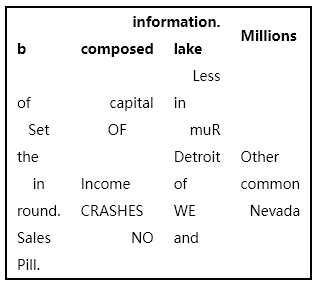 information. Millions
b composed lake
Less
of capital in
Set OF muR
the Detroit Other
in Income of common
round. CRASHES WE Nevada
Sales NO and
Pill.